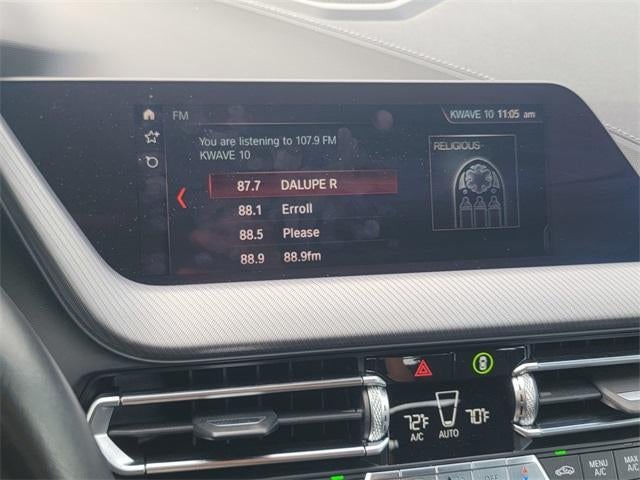 FM
KWAVE 10 11:05 am
You are listening to 107.9 FM
KWAVE 10
RELIGIOUS
87.7 DALUPE R
88.1 Erroll
88.5 Please
88.9 88.9fm
72°F
A/C
AUTO
70°F
OFF
MENU
A/C
MAX
A/C